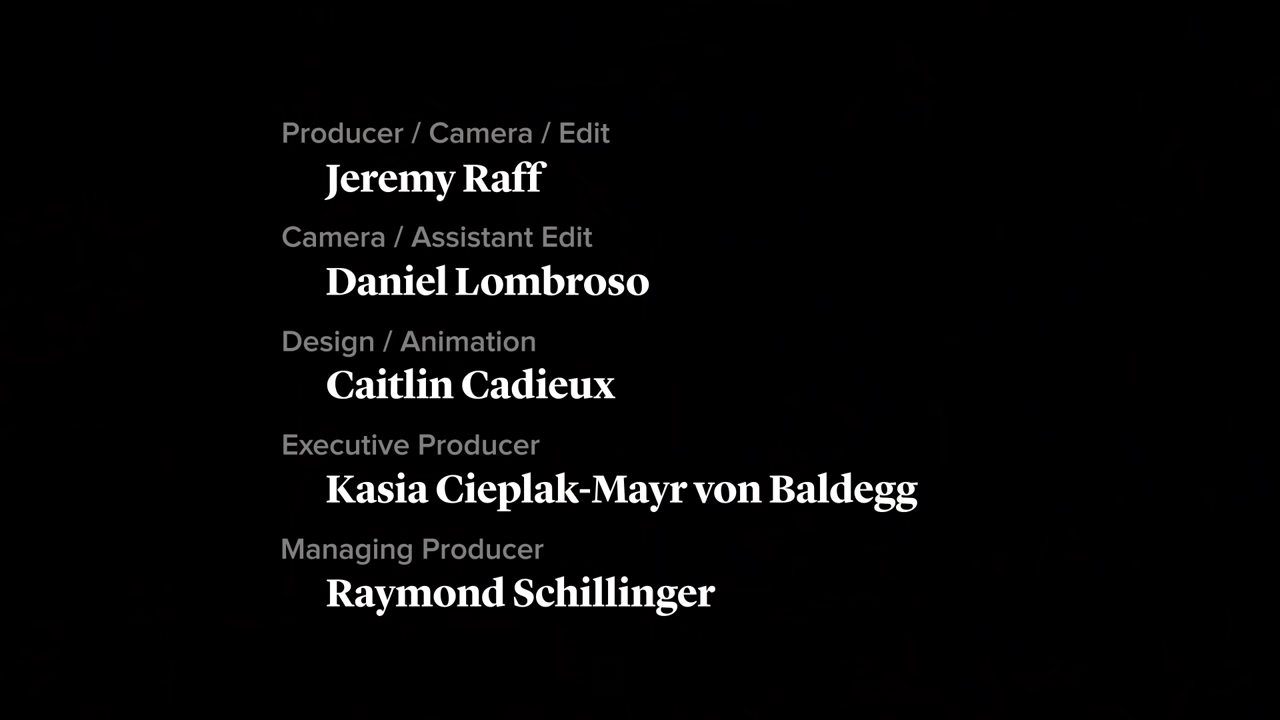 Producer / Camera / Edit
Jeremy Raff
Camera / Assistant Edit
Daniel Lombroso
Design / Animation
Caitlin Cadieux
Executive Producer
Kasia Cieplak-Mayr von Baldegg
Managing Producer
Raymond Schillinger